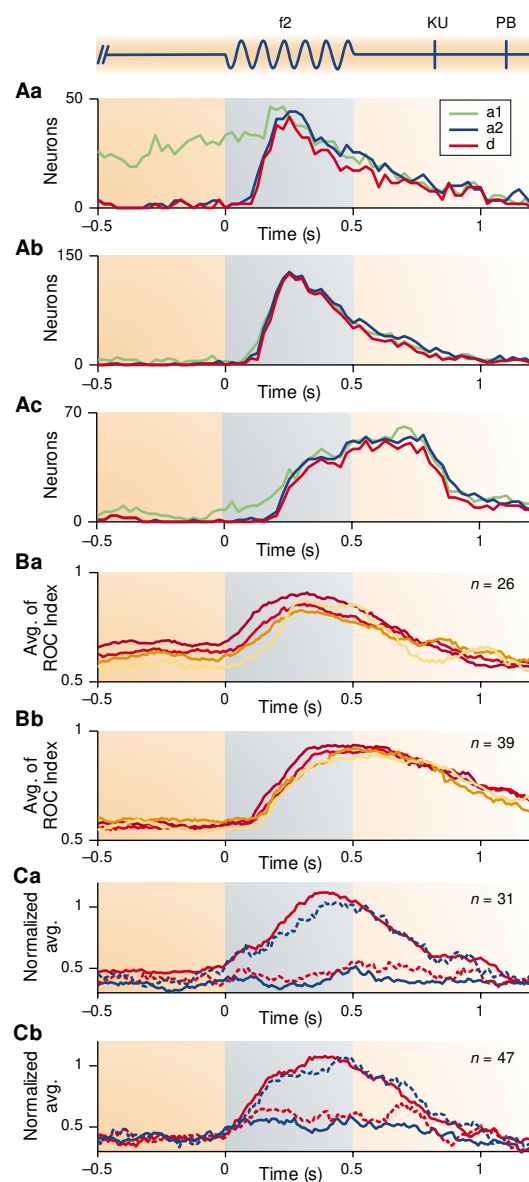 f2 KU PB
Aa
50
a1
a2
d
Neurons
0
−0.5 0 0.5 1
Time (s)
Ab
150
Neurons
0
−0.5 0 0.5 1
Time (s)
Ac
70
Neurons
0
−0.5 0 0.5 1
Time (s)
Ba
1
n = 26
Avg. of
ROC Index
0.5
−0.5 0 0.5 1
Time (s)
Bb
1
n = 39
Avg. of
ROC Index
0.5
−0.5 0 0.5 1
Time (s)
Ca
1
n = 31
Normalized
avg.
0.5
−0.5 0 0.5 1
Time (s)
Cb
1
n = 47
Normalized
avg.
0.5
−0.5 0 0.5 1
Time (s)